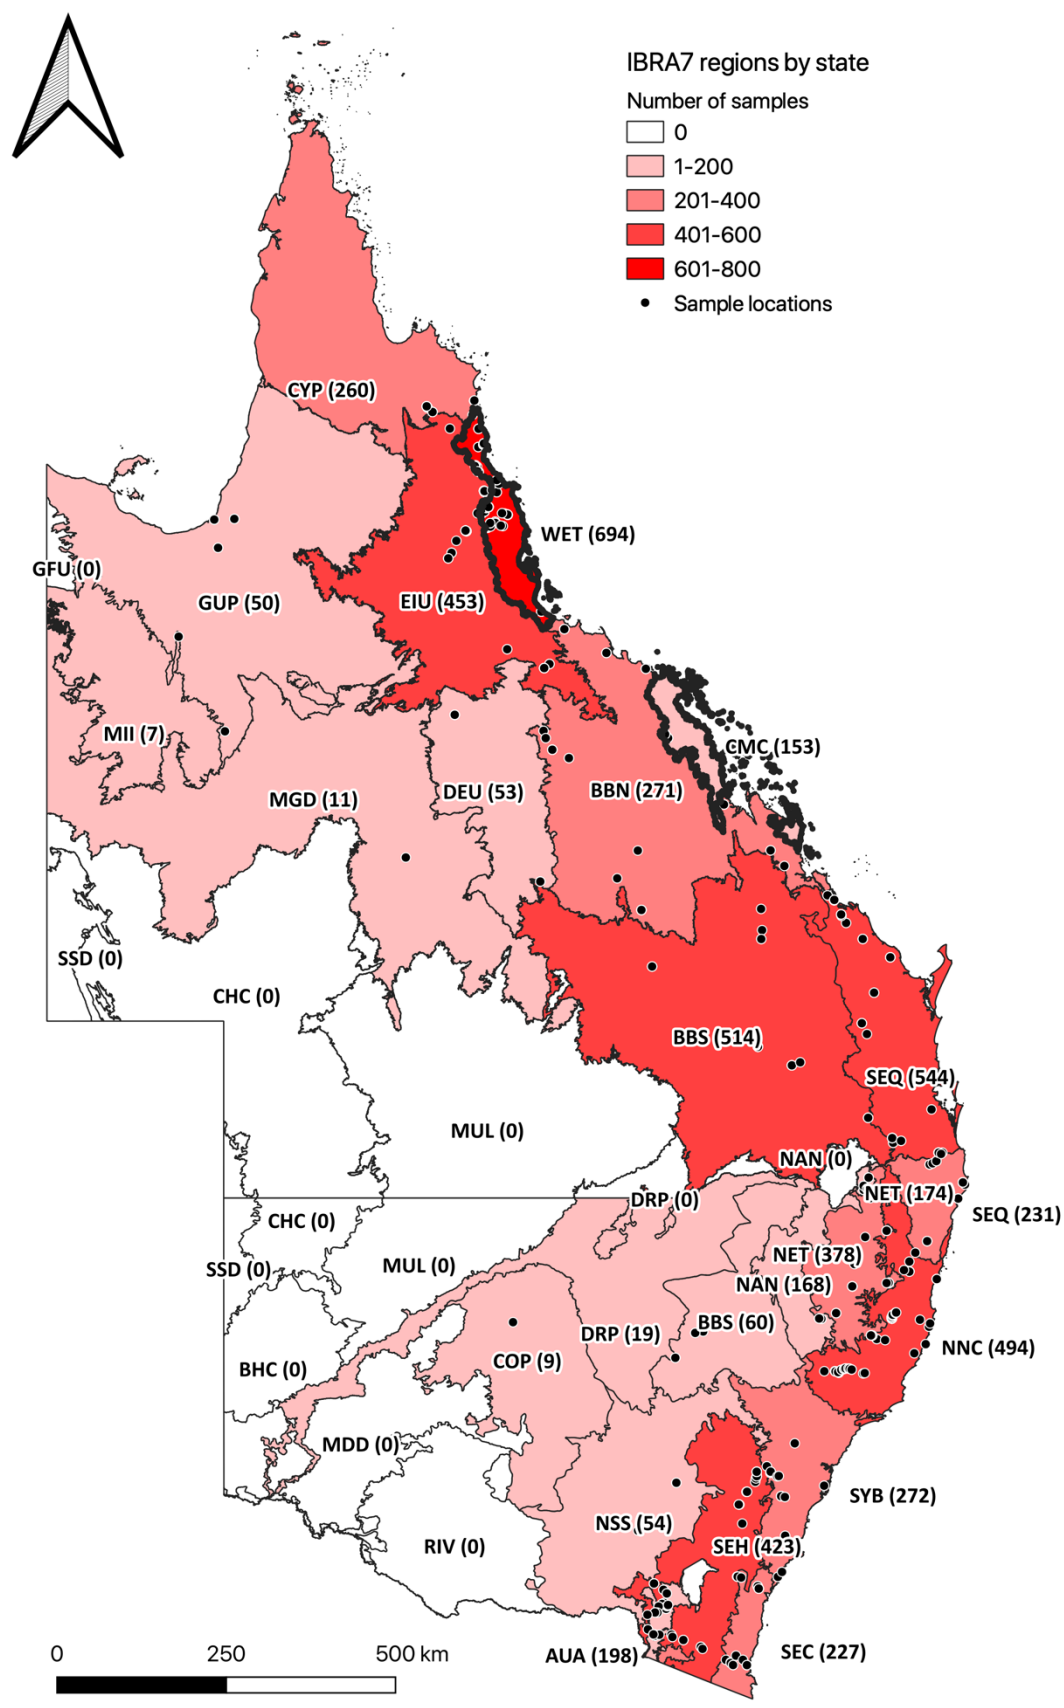 IBRA7 regions by state
Number of samples
0
1-200
201-400
401-600
601-800
Sample locations
CYP (260)
WET (694)
GFU (0)
GUP (50)
EIU (453)
MII (7)
CMC (153)
MGD (11)
DEU (53)
BBN (271)
SSD (0)
CHC (0)
BBS (514)
SEQ (544)
MUL (0)
NAN (0)
NET (174)
DRP (0)
SEQ (231)
CHC (0)
NET (378)
SSD (0)
MUL (0)
NAN (168)
BBS (60)
DRP (19)
NNC (494)
COP (9)
BHC (0)
MDD (0)
SYB (272)
NSS (54)
RIV (0)
SEH (423)
AUA (198)
SEC (227)
0 250 500 km